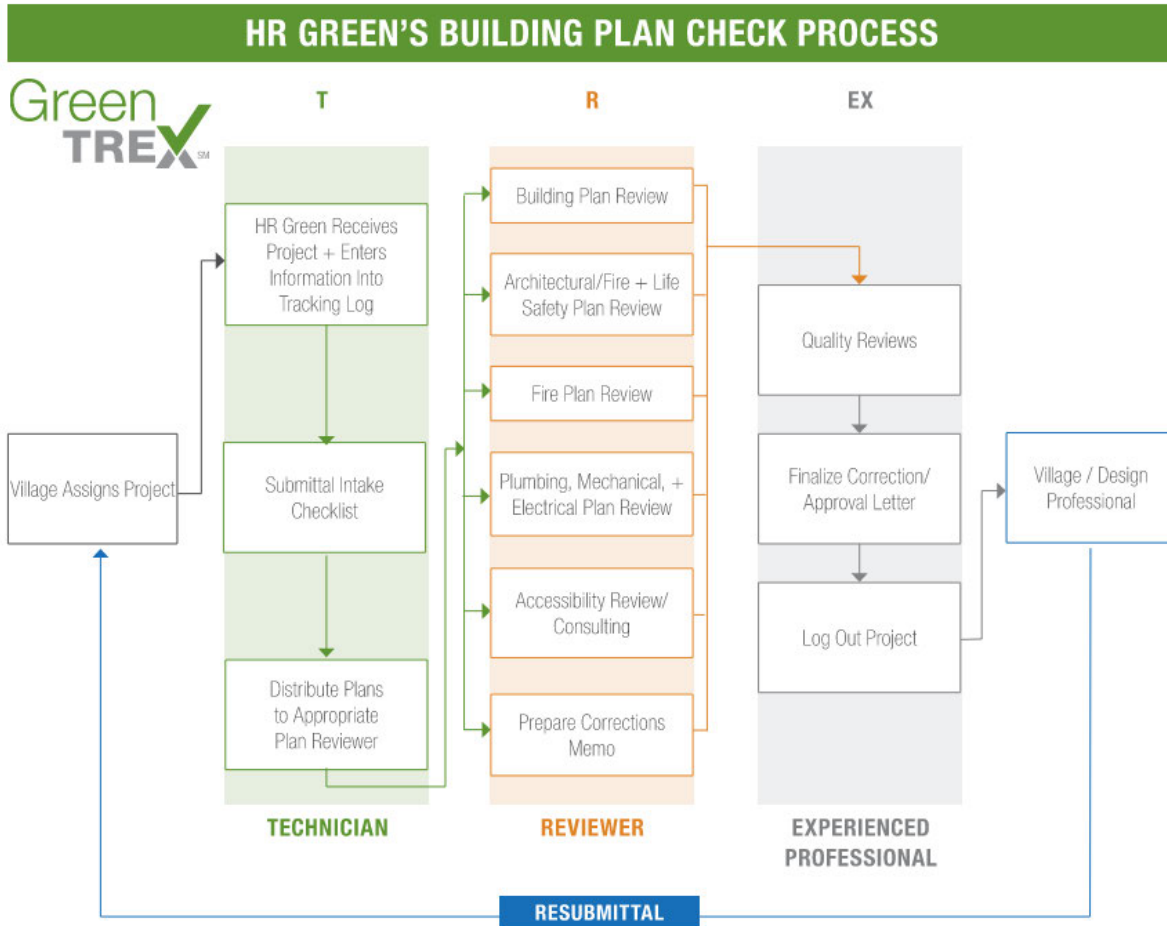 HR GREEN'S BUILDING PLAN CHECK PROCESS
Green
TREX
SM
T
R
EX
Village Assigns Project
HR Green Receives
Project + Enters
Information Into
Tracking Log
Submittal Intake
Checklist
Distribute Plans
to Appropriate
Plan Reviewer
TECHNICIAN
Building Plan Review
Architectural/Fire + Life
Safety Plan Review
Fire Plan Review
Plumbing, Mechanical, +
Electrical Plan Review
Accessibility Review/
Consulting
Prepare Corrections
Memo
REVIEWER
Quality Reviews
Finalize Correction/
Approval Letter
Log Out Project
EXPERIENCED
PROFESSIONAL
Village / Design
Professional
RESUBMITTAL